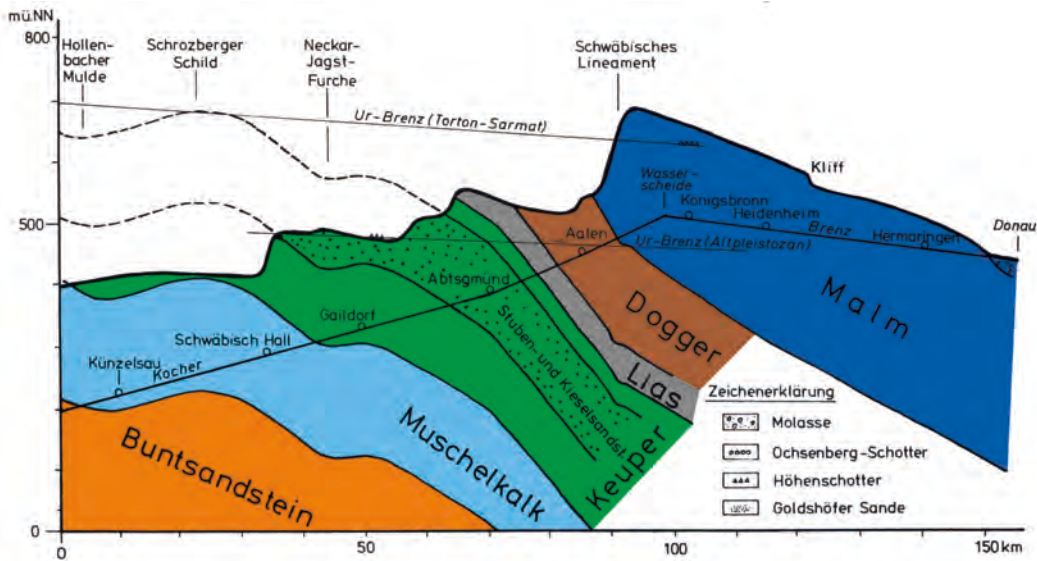 mü.NN
800
500
0
Hollen-
bacher
Mulde
Schrozberger
Schild
Neckar-
Jagst-
Furche
Schwäbisches
Lineament
Ur-Brenz (Torton-Sarmat)
Kliff
Wasser-
scheide
Königsbronn
Heidenheim
Brenz
Hermaringen
Donau
Aalen
Ur-Brenz (Altpleistozän)
Abtsgmünd
Gaildorf
Schwäbisch Hall
Künzelsau
Kocher
Stuben- und Kieselsandst.
Buntsandstein
Muschelkalk
Keuper
Lias
Dogger
Malm
Zeichenerklärung
Molasse
Ochsenberg-Schotter
Höhenschotter
Goldshöfer Sande
0
50
100
150 km